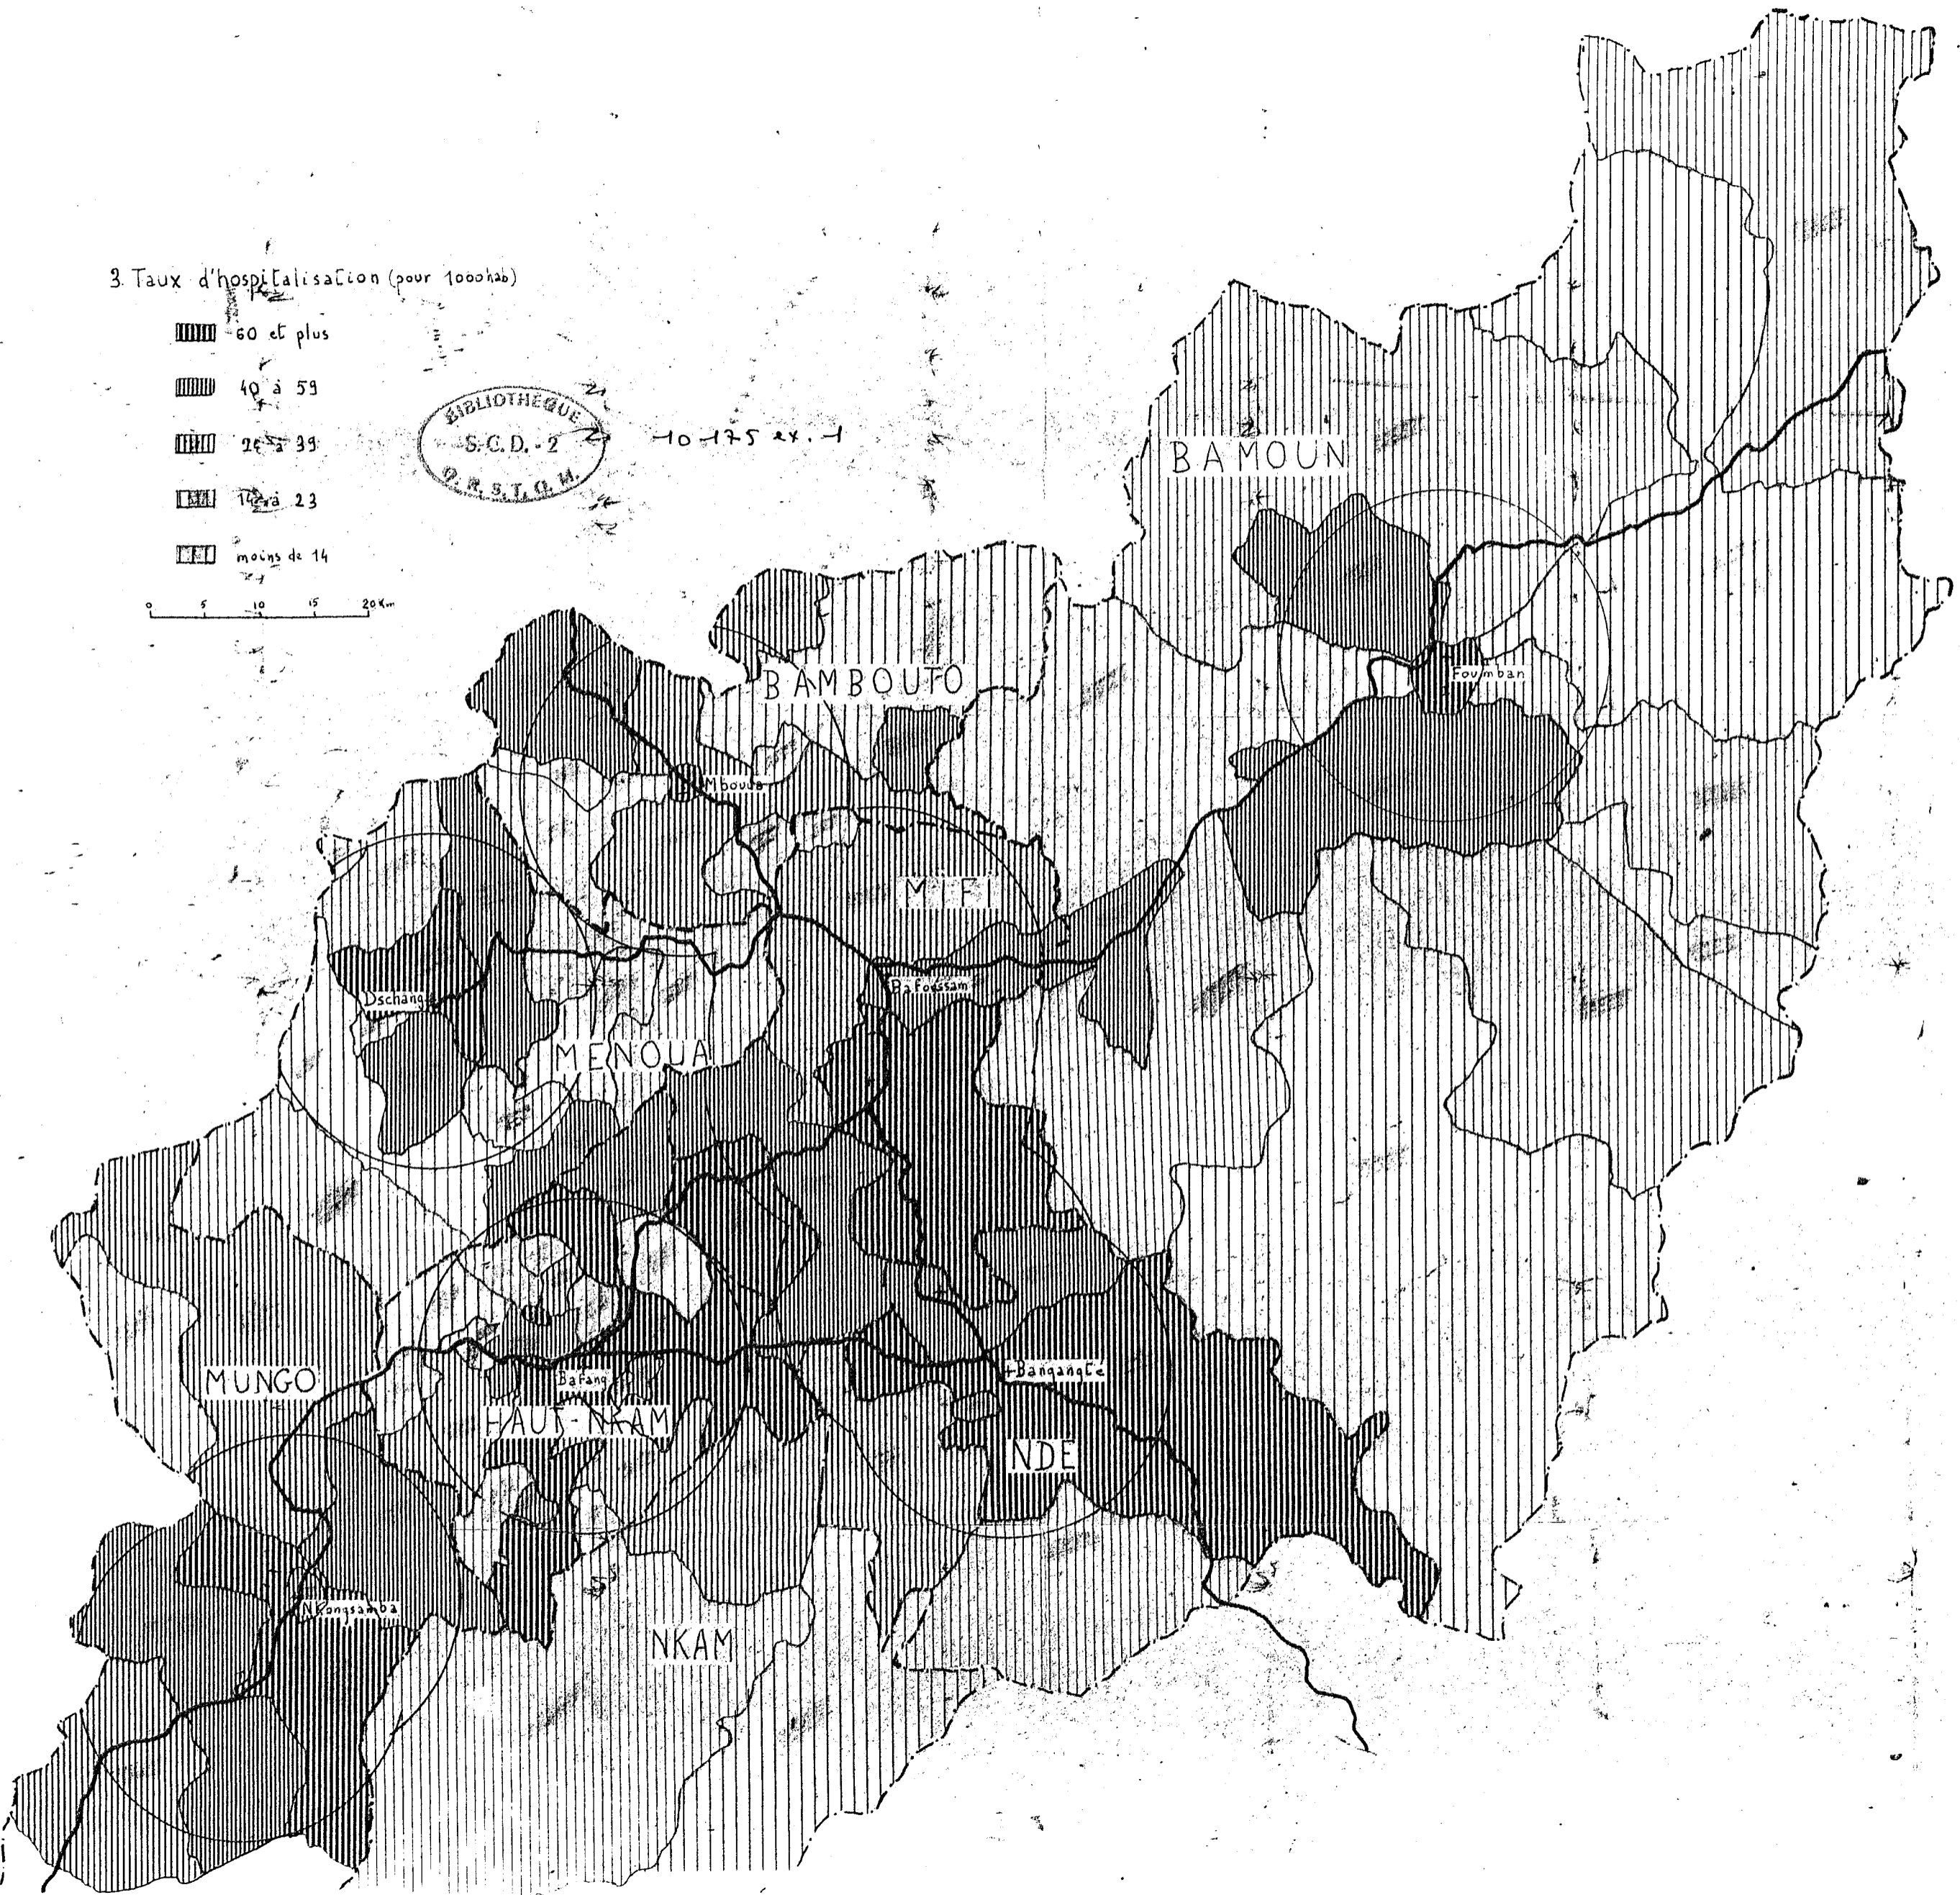 3. Taux d'hospitalisation (pour 1000 hab)
60 et plus
40 à 59
24 à 39
14 à 23
moins de 14
0 5 10 15 20 Km
BIBLIOTHÈQUE
S.C.D. - 2
O. R. S. T. O. M.
10 175 ex. 1
BAMOUN
Foumban
BAMBOUTO
Mbouda
MIFI
Bafoussam
Dschang
MENOUA
MUNGO
Bafang
HAUT-NKAM
Bangangté
NDE
Nkongsamba
NKAM